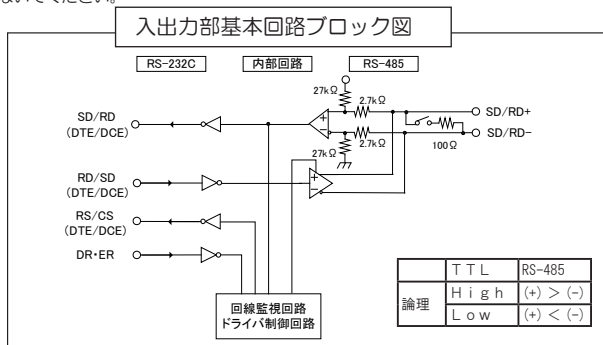 ないでください。
入出力部基本回路ブロック図
RS-232C 内部回路 RS-485
27kΩ
2.7kΩ
SD/RD
(DTE/DCE)
SD/RD+
SD/RD-
100Ω
2.7kΩ
27kΩ
RD/SD
(DTE/DCE)
RS/CS
(DTE/DCE)
DR・ER
回線監視回路
ドライバ制御回路
TTL RS-485
論理 High (+) > (-)
Low (+) < (-)